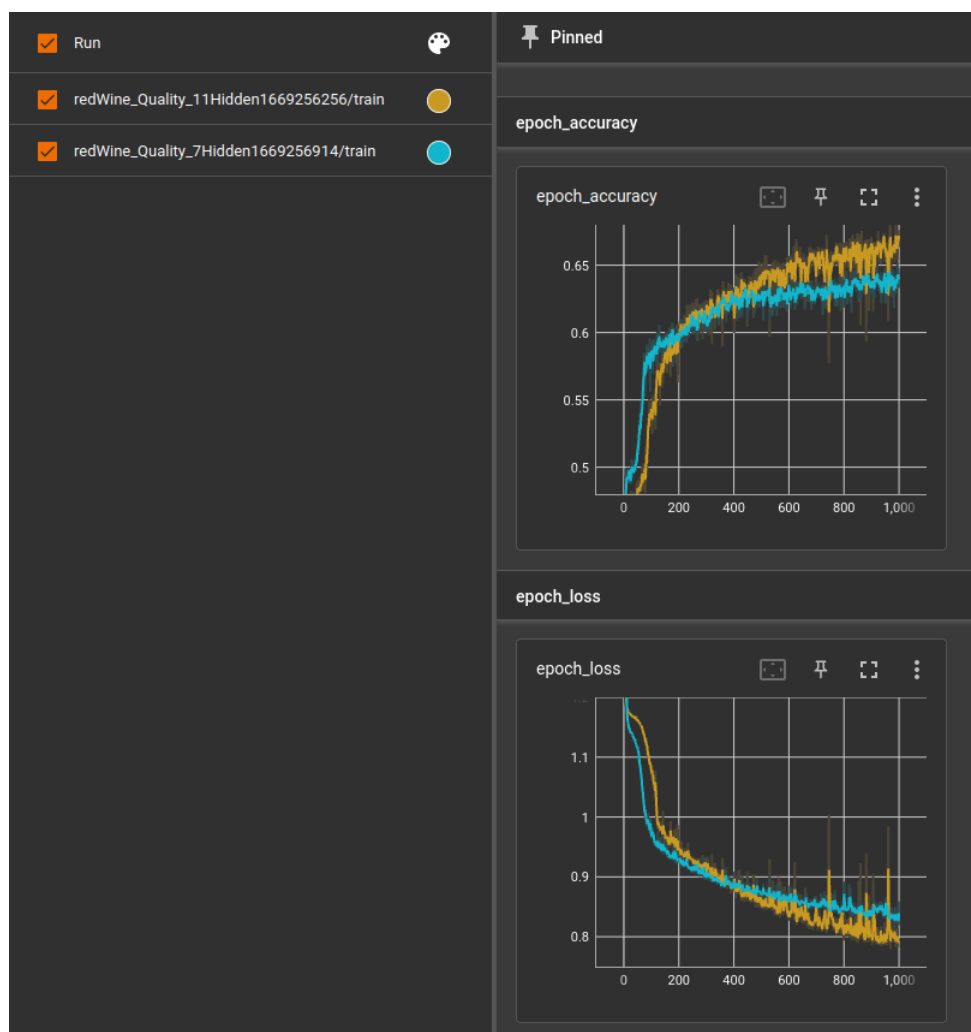 Run
redWine_Quality_11Hidden1669256256/train
redWine_Quality_7Hidden1669256914/train
Pinned
epoch_accuracy
epoch_accuracy
0.65
0.6
0.55
0.5
0 200 400 600 800 1,000
epoch_loss
epoch_loss
1.1
1
0.9
0.8
0 200 400 600 800 1,000